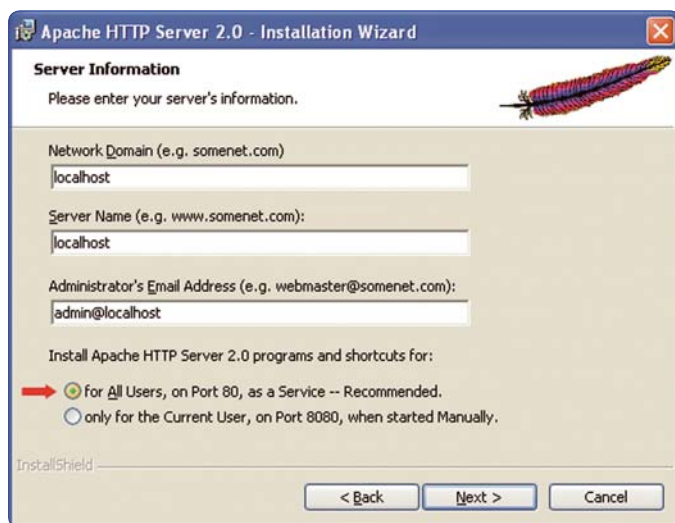 Apache HTTP Server 2.0 - Installation Wizard
Server Information
Please enter your server's information.
Network Domain (e.g. somenet.com)
localhost
Server Name (e.g. www.somenet.com):
localhost
Administrator's Email Address (e.g. webmaster@somenet.com):
admin@localhost
Install Apache HTTP Server 2.0 programs and shortcuts for:
for All Users, on Port 80, as a Service -- Recommended.
only for the Current User, on Port 8080, when started Manually.
InstallShield
< Back Next > Cancel